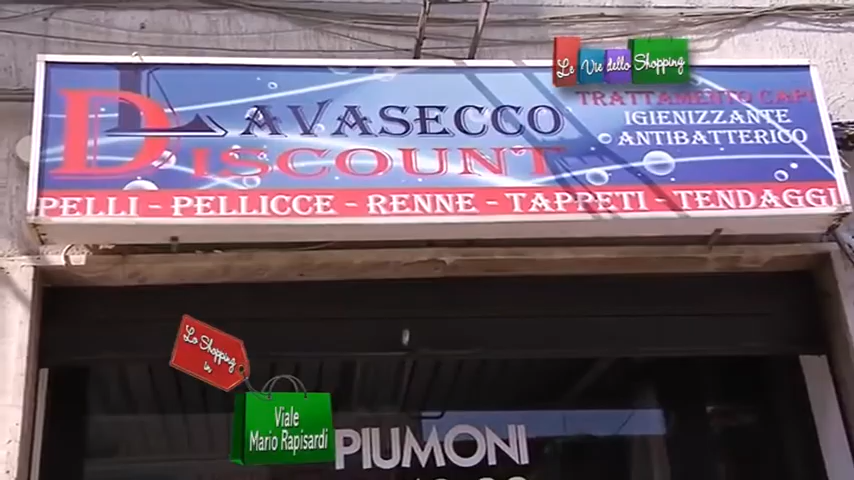 Le Vie dello Shopping
LAVASECCO
DISCOUNT
TRATTAMENTO CAPI
IGIENIZZANTE
ANTIBATTERICO
PELLI - PELLICCE - RENNE - TAPPETI - TENDAGGI
Lo Shopping
in
Viale
Mario Rapisardi
PIUMONI